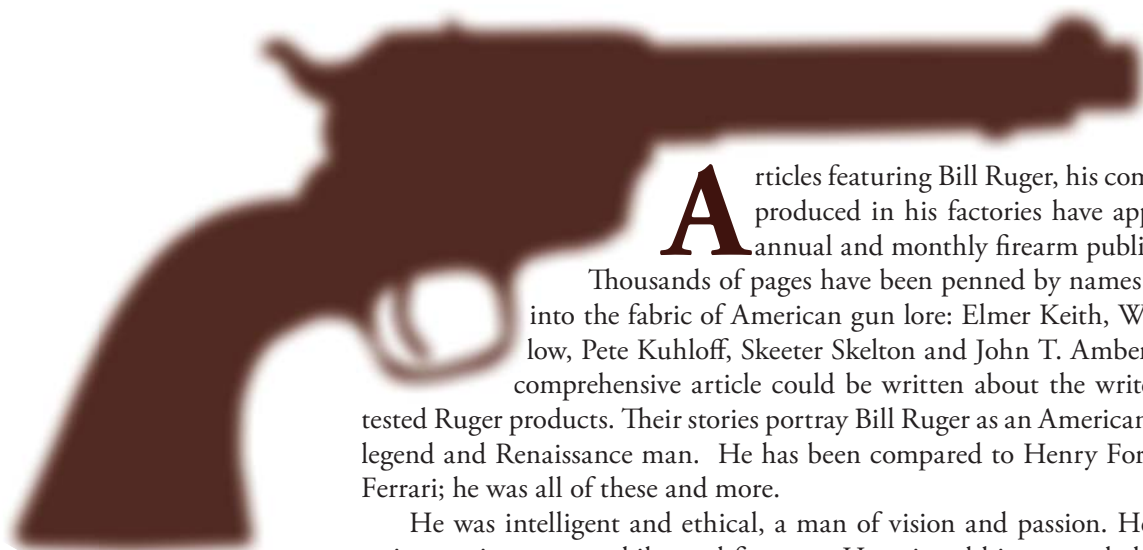 Articles featuring Bill Ruger, his com
produced in his factories have app
annual and monthly firearm publi
Thousands of pages have been penned by names
into the fabric of American gun lore: Elmer Keith, W
low, Pete Kuhloff, Skeeter Skelton and John T. Amber
comprehensive article could be written about the write
tested Ruger products. Their stories portray Bill Ruger as an American
legend and Renaissance man. He has been compared to Henry For
Ferrari; he was all of these and more.
He was intelligent and ethical, a man of vision and passion. He